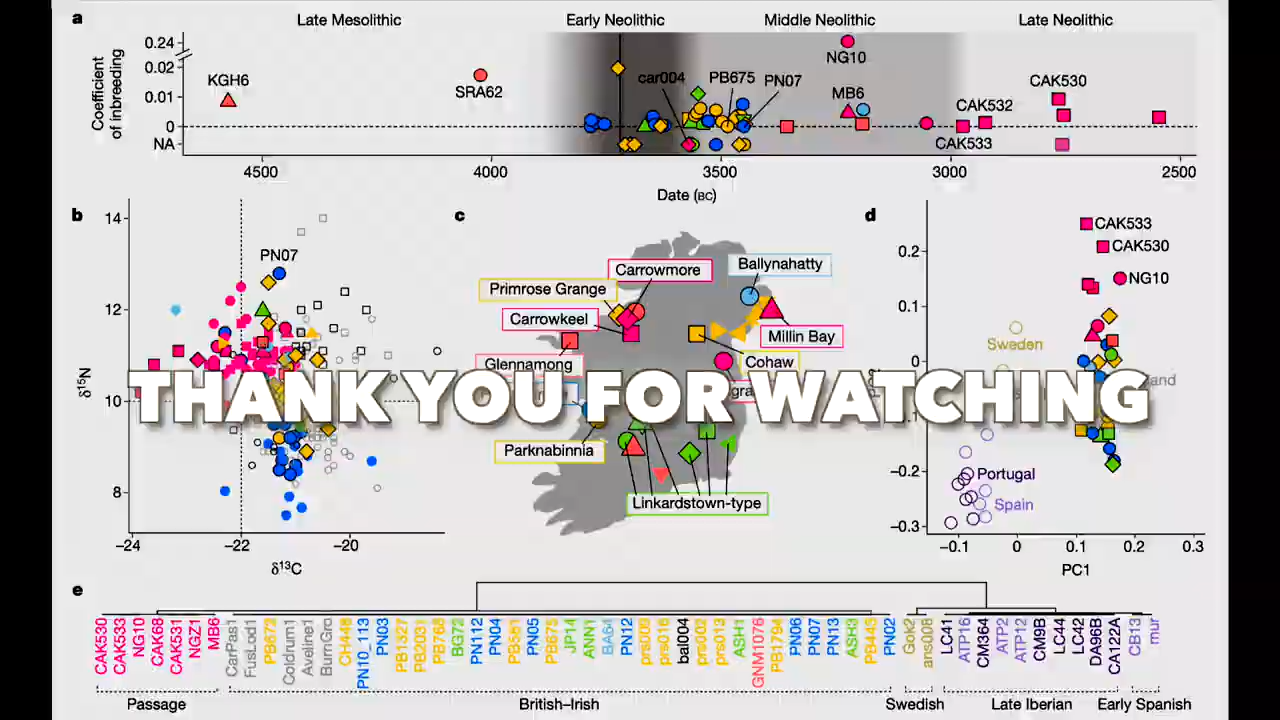 a
Late Mesolithic
Early Neolithic
Middle Neolithic
Late Neolithic
Coefficient
of inbreeding
0.24
0.02
0.01
0
NA
KGH6
SRA62
car004
PB675
PN07
NG10
MB6
CAK532
CAK530
CAK533
4500
4000
3500
3000
2500
Date (BC)
b
14
12
10
8
δ¹⁵N
PN07
−24
−22
−20
δ¹³C
c
Carrowmore
Ballynahatty
Primrose Grange
Carrowkeel
Millin Bay
Glennamong
Cohaw
Parknabinnia
Linkardstown-type
d
0.2
0.1
0
−0.2
−0.3
CAK533
CAK530
NG10
Sweden
Portugal
Spain
−0.1
0
0.1
0.2
0.3
PC1
THANK YOU FOR WATCHING
e
CAK530
CAK533
NG10
CAK68
CAK531
NGZ1
MB6
CarPas1
FusLod1
PB672
Coldrum1
Aveline1
BurnGro
CH448
PN10_113
PN03
PB1327
PB2031
PB768
BG72
PN112
PN04
PB581
PN05
PB675
JP14
ANN1
BA64
PN12
prs009
prs016
bal004
prs002
prs013
ASH1
GNM1076
PB1794
PN06
PN07
PN13
ASH3
PB443
PN02
Gok2
ans008
LC41
ATP16
CM364
ATP2
ATP12
CM9B
LC44
LC42
DA96B
CA122A
CB13
mur
Passage
British–Irish
Swedish
Late Iberian
Early Spanish